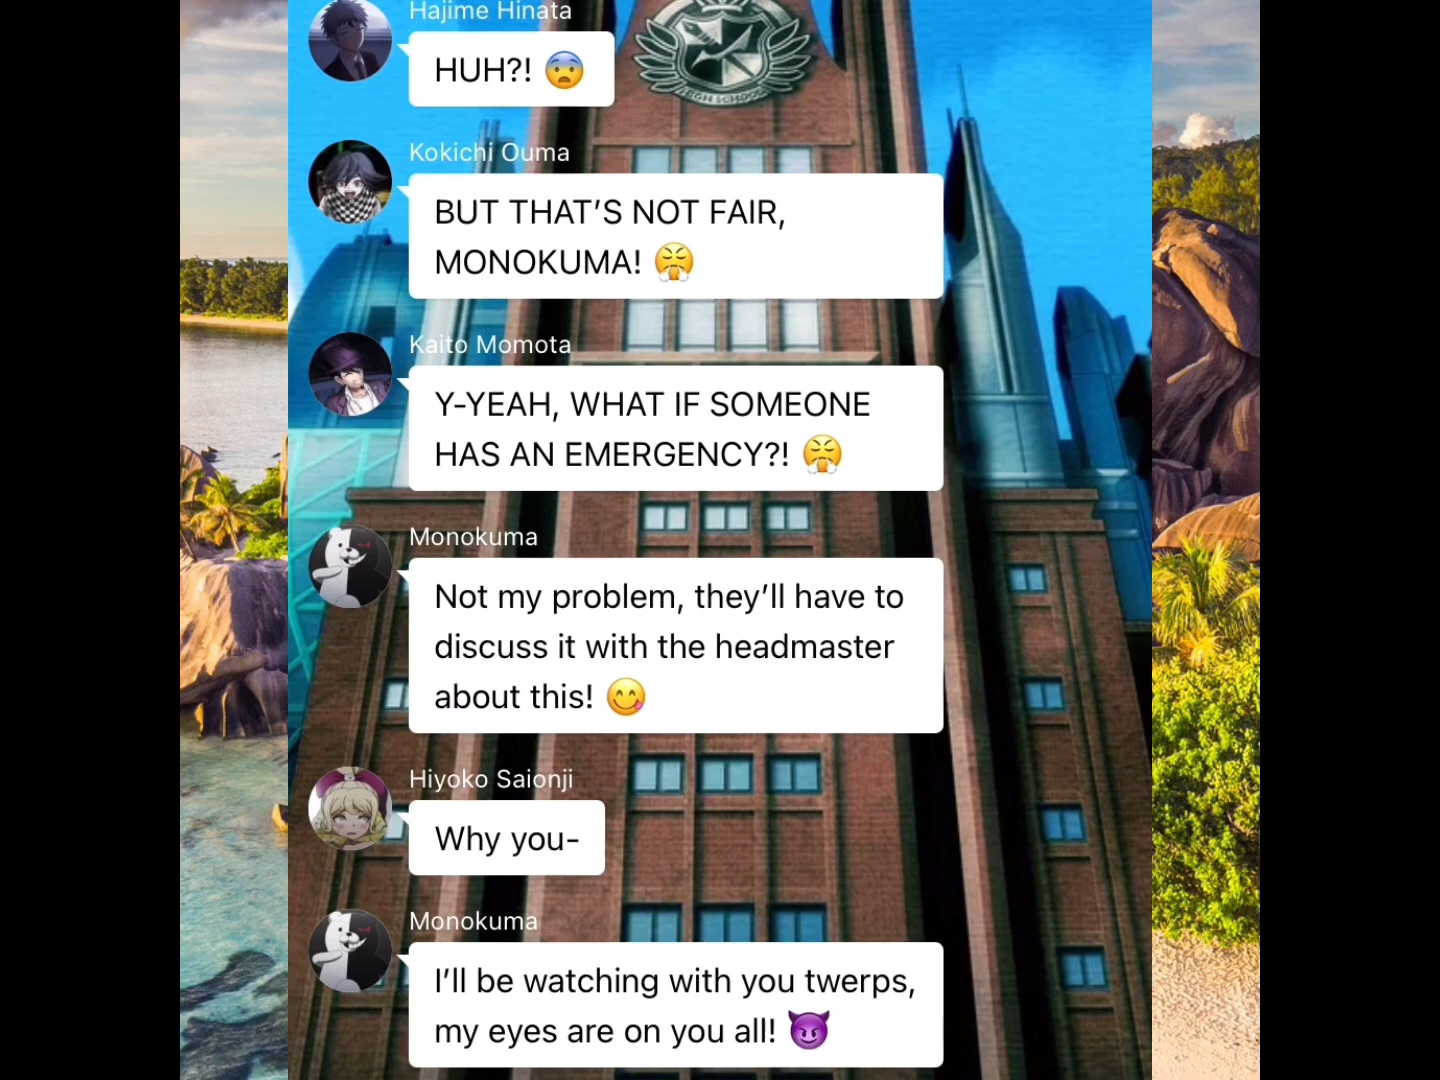 Hajime Hinata
HUH?! 😨
Kokichi Ouma
BUT THAT’S NOT FAIR,
MONOKUMA! 😤
Kaito Momota
Y-YEAH, WHAT IF SOMEONE
HAS AN EMERGENCY?! 😤
Monokuma
Not my problem, they’ll have to
discuss it with the headmaster
about this! 😋
Hiyoko Saionji
Why you-
Monokuma
I’ll be watching with you twerps,
my eyes are on you all! 😈